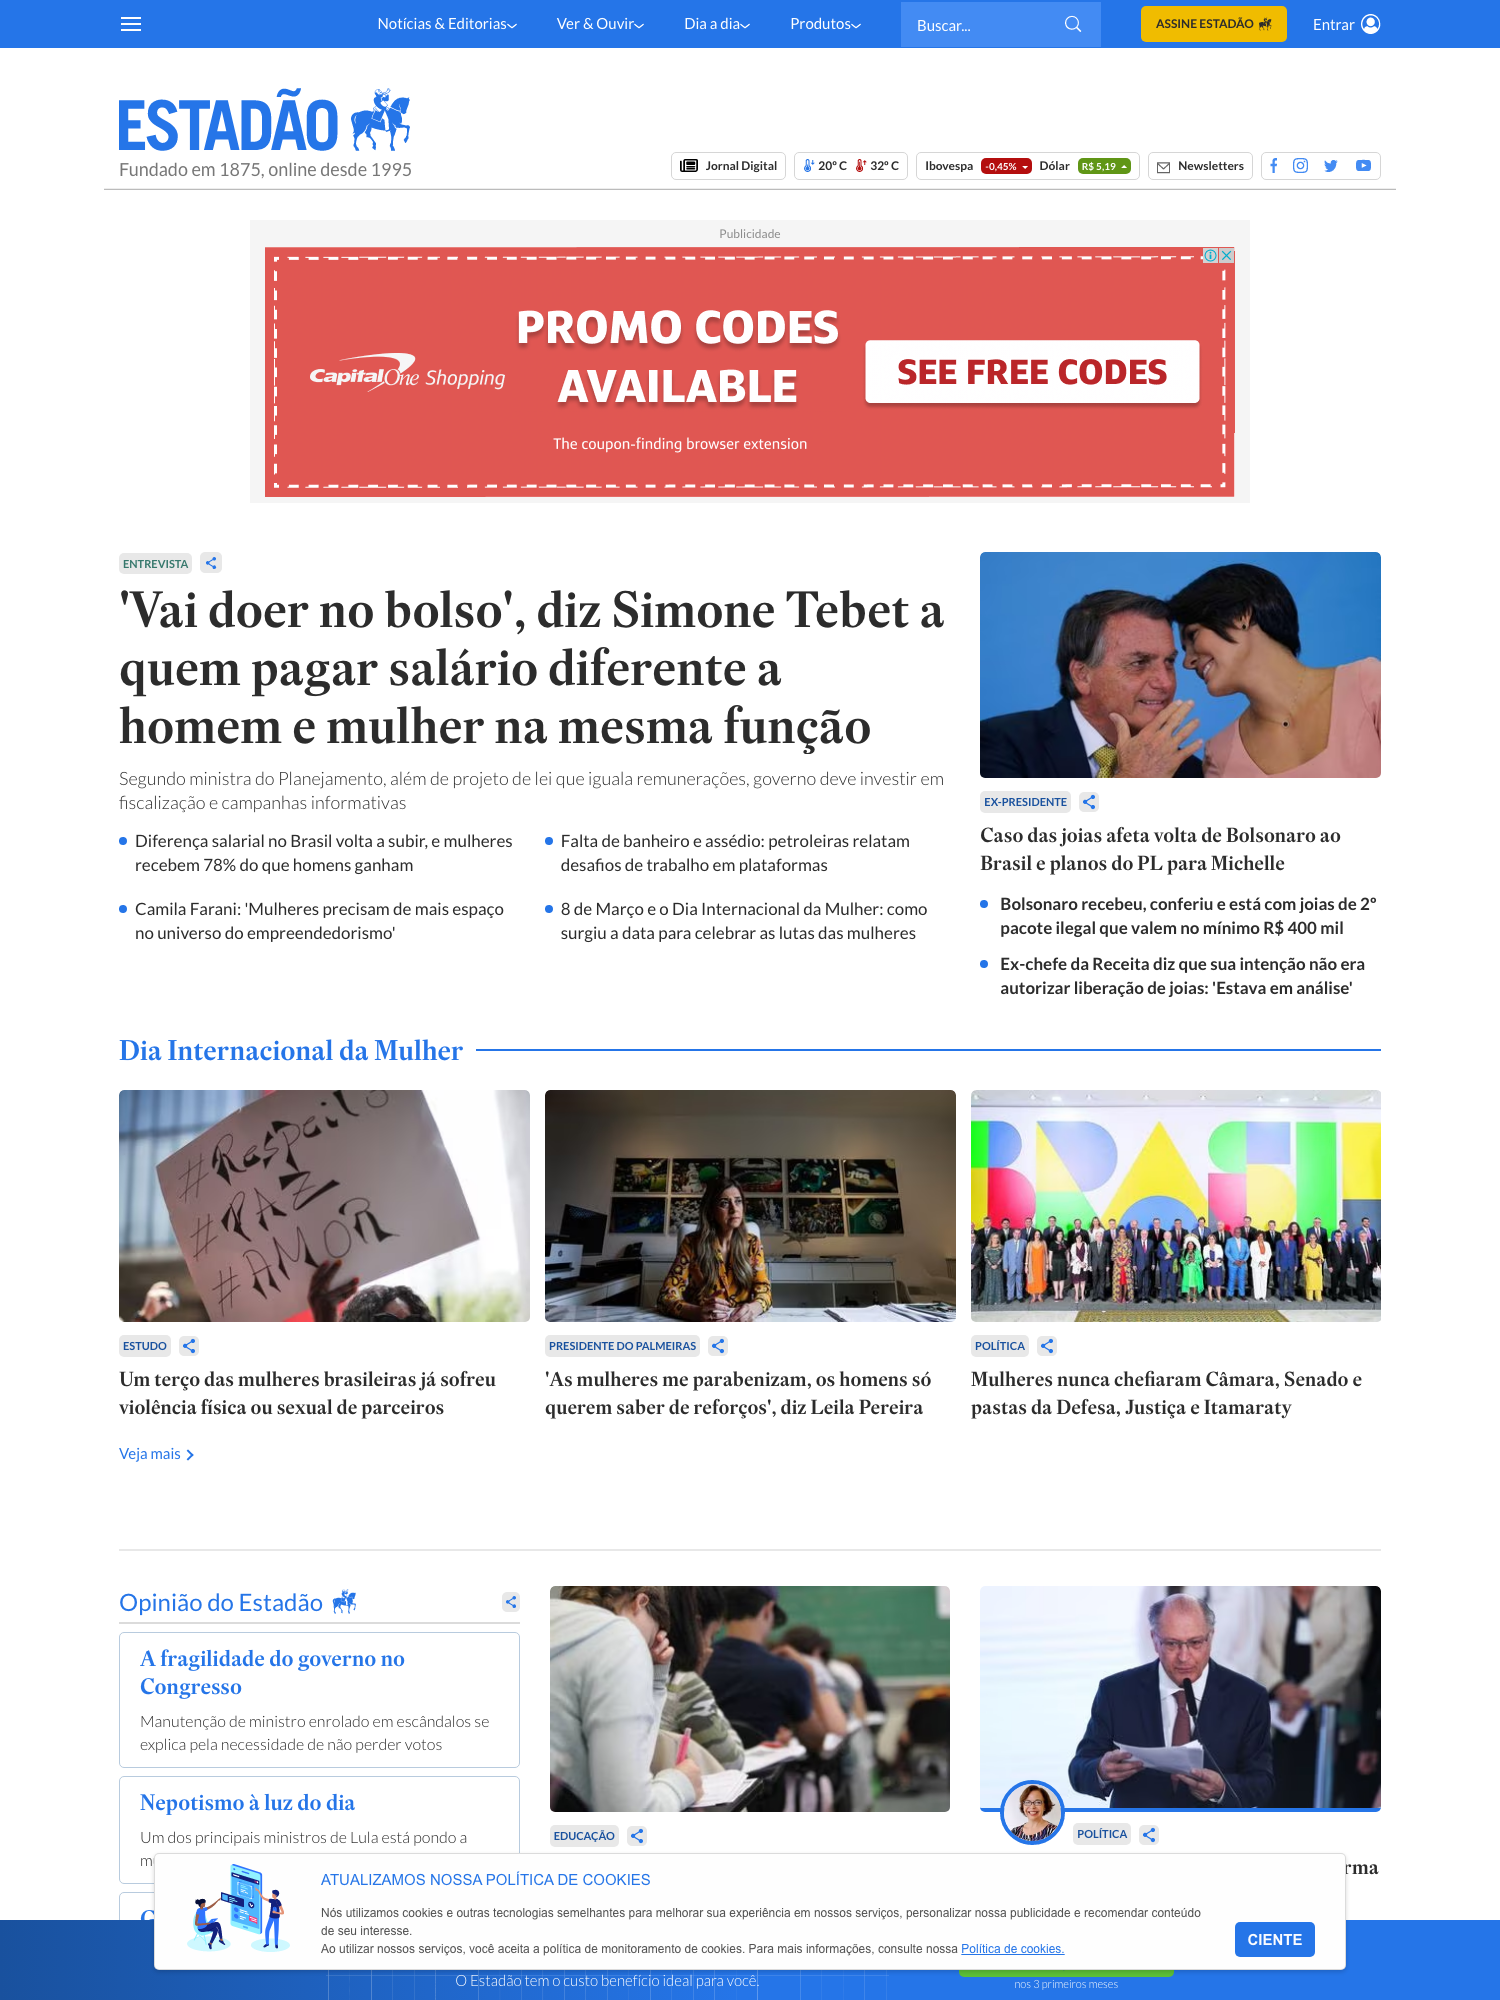 Notícias & Editorias
Ver & Ouvir
Dia a dia
Produtos
Buscar...
ASSINE ESTADÃO
Entrar
ESTADÃO
Fundado em 1875, online desde 1995
Jornal Digital
20º C 32º C
Ibovespa -0,45% Dólar R$ 5,19
Newsletters
Publicidade
CapitalOne Shopping
PROMO CODES
AVAILABLE
The coupon-finding browser extension
SEE FREE CODES
ENTREVISTA
'Vai doer no bolso', diz Simone Tebet a
quem pagar salário diferente a
homem e mulher na mesma função
Segundo ministra do Planejamento, além de projeto de lei que iguala remunerações, governo deve investir em
fiscalização e campanhas informativas
Diferença salarial no Brasil volta a subir, e mulheres
recebem 78% do que homens ganham
Falta de banheiro e assédio: petroleiras relatam
desafios de trabalho em plataformas
Camila Farani: 'Mulheres precisam de mais espaço
no universo do empreendedorismo'
8 de Março e o Dia Internacional da Mulher: como
surgiu a data para celebrar as lutas das mulheres
EX-PRESIDENTE
Caso das joias afeta volta de Bolsonaro ao
Brasil e planos do PL para Michelle
Bolsonaro recebeu, conferiu e está com joias de 2º
pacote ilegal que valem no mínimo R$ 400 mil
Ex-chefe da Receita diz que sua intenção não era
autorizar liberação de joias: 'Estava em análise'
Dia Internacional da Mulher
#Respeito
#PAZ
#AMOR
BRASIL
ESTUDO
Um terço das mulheres brasileiras já sofreu
violência física ou sexual de parceiros
PRESIDENTE DO PALMEIRAS
'As mulheres me parabenizam, os homens só
querem saber de reforços', diz Leila Pereira
POLÍTICA
Mulheres nunca chefiaram Câmara, Senado e
pastas da Defesa, Justiça e Itamaraty
Veja mais
Opinião do Estadão
A fragilidade do governo no
Congresso
Manutenção de ministro enrolado em escândalos se
explica pela necessidade de não perder votos
Nepotismo à luz do dia
Um dos principais ministros de Lula está pondo a
EDUCAÇÃO
POLÍTICA
rma
ATUALIZAMOS NOSSA POLÍTICA DE COOKIES
Nós utilizamos cookies e outras tecnologias semelhantes para melhorar sua experiência em nossos serviços, personalizar nossa publicidade e recomendar conteúdo
de seu interesse.
Ao utilizar nossos serviços, você aceita a política de monitoramento de cookies. Para mais informações, consulte nossa Política de cookies.
CIENTE
O Estadão tem o custo benefício ideal para você.
nos 3 primeiros meses